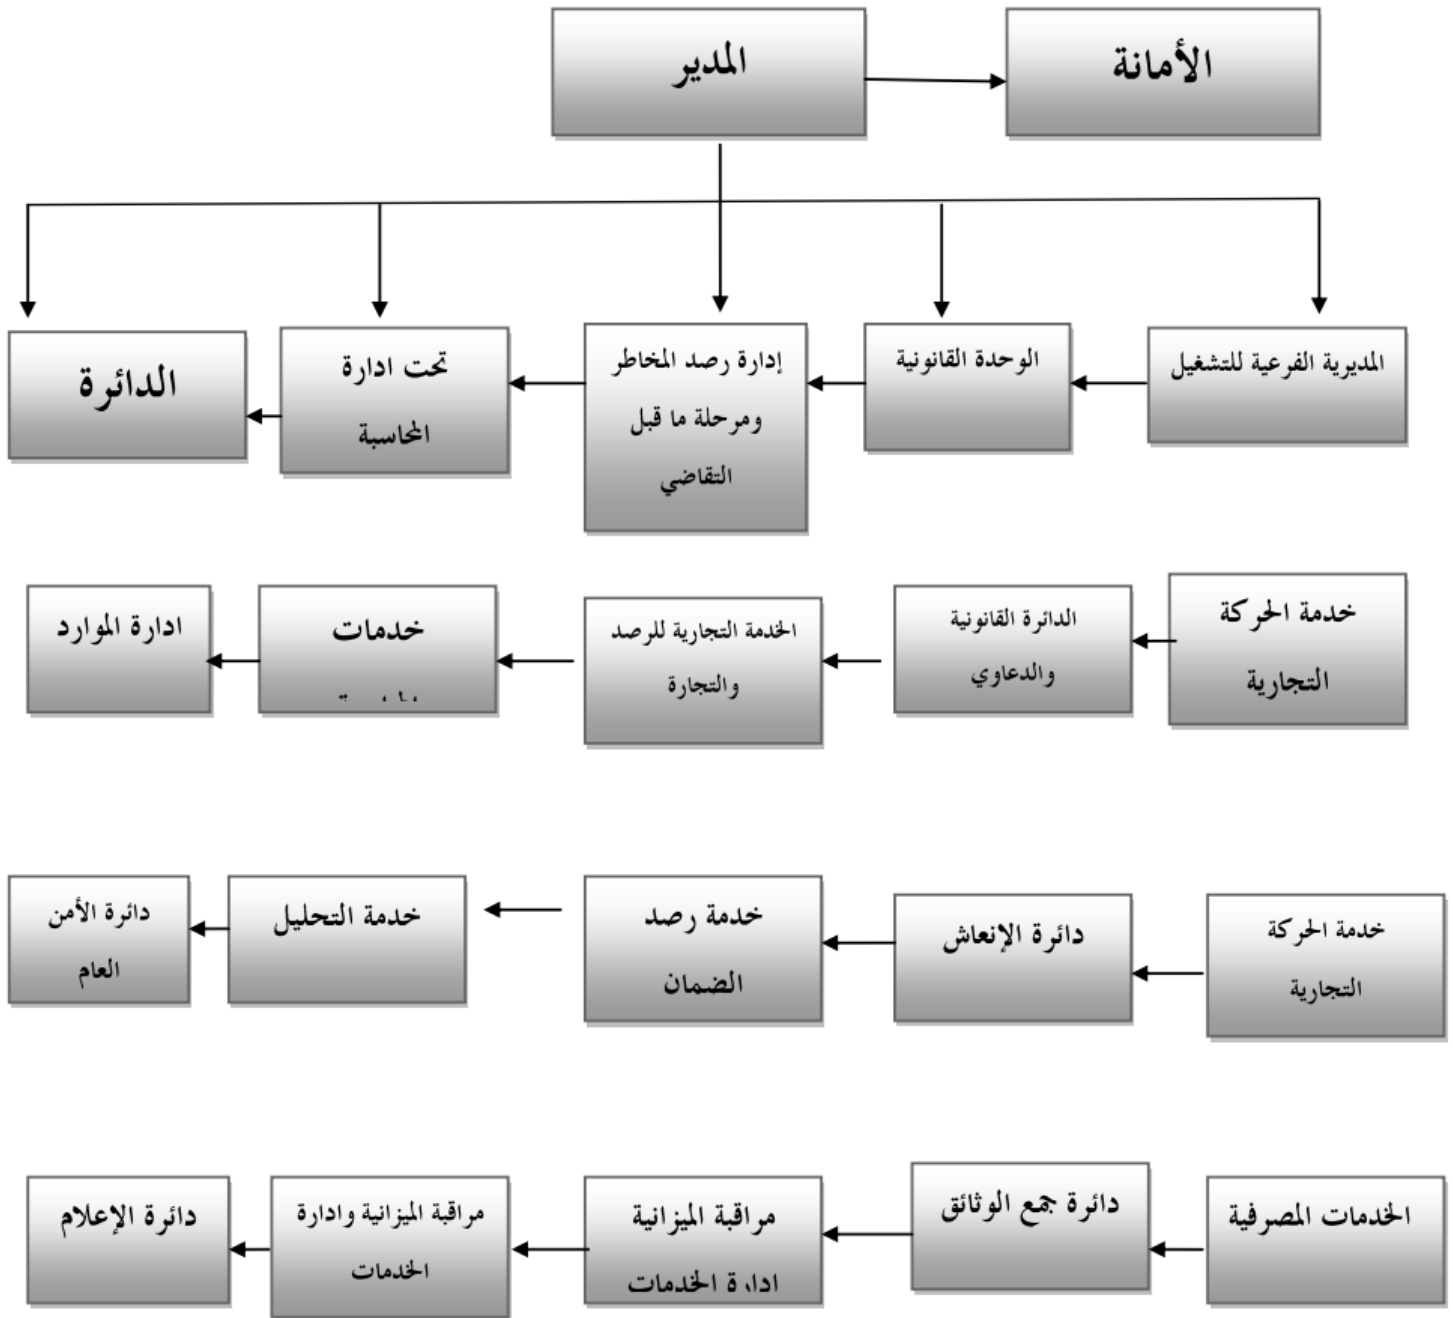 الأمانة
المدير
المديرية الفرعية للتشغيل
الوحدة القانونية
إدارة رصد المخاطر
ومرحلة ما قبل
التقاضي
تحت ادارة
المحاسبة
الدائرة
خدمة الحركة
التجارية
الدائرة القانونية
والدعاوي
الخدمة التجارية للرصد
والتجارة
خدمات
ادارة الموارد
خدمة الحركة
التجارية
دائرة الإنعاش
خدمة رصد
الضمان
خدمة التحليل
دائرة الأمن
العام
الخدمات المصرفية
دائرة جمع الوثائق
مراقبة الميزانية
ادارة الخدمات
مراقبة الميزانية وادارة
الخدمات
دائرة الإعلام